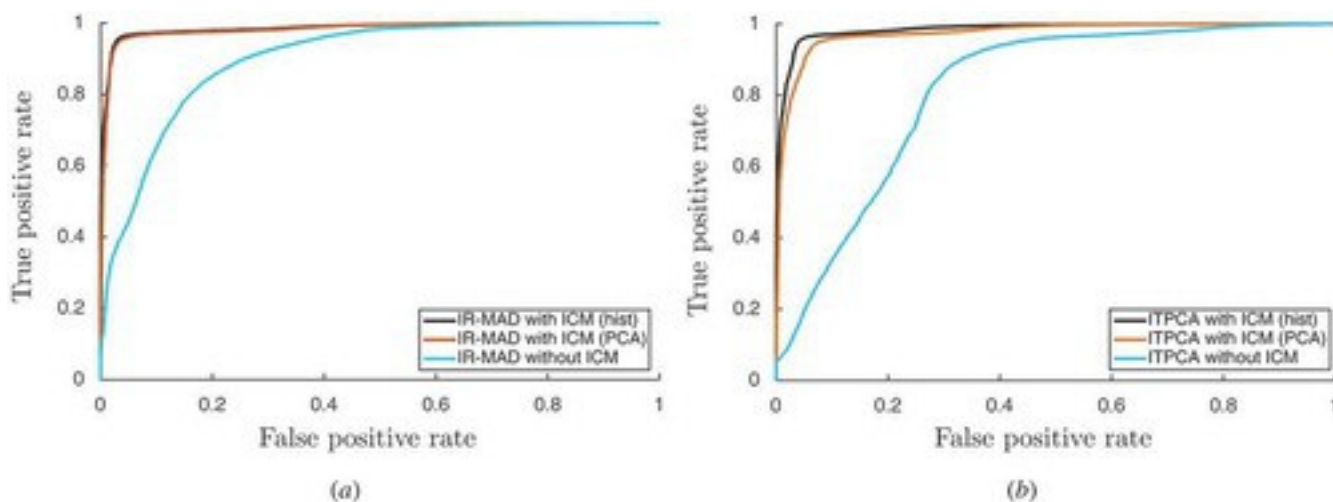 1
0.8
0.6
0.4
0.2
0
True positive rate
IR-MAD with ICM (hist)
IR-MAD with ICM (PCA)
IR-MAD without ICM
0 0.2 0.4 0.6 0.8 1
False positive rate
(a)
1
0.8
0.6
0.4
0.2
0
True positive rate
ITPCA with ICM (hist)
ITPCA with ICM (PCA)
ITPCA without ICM
0 0.2 0.4 0.6 0.8 1
False positive rate
(b)